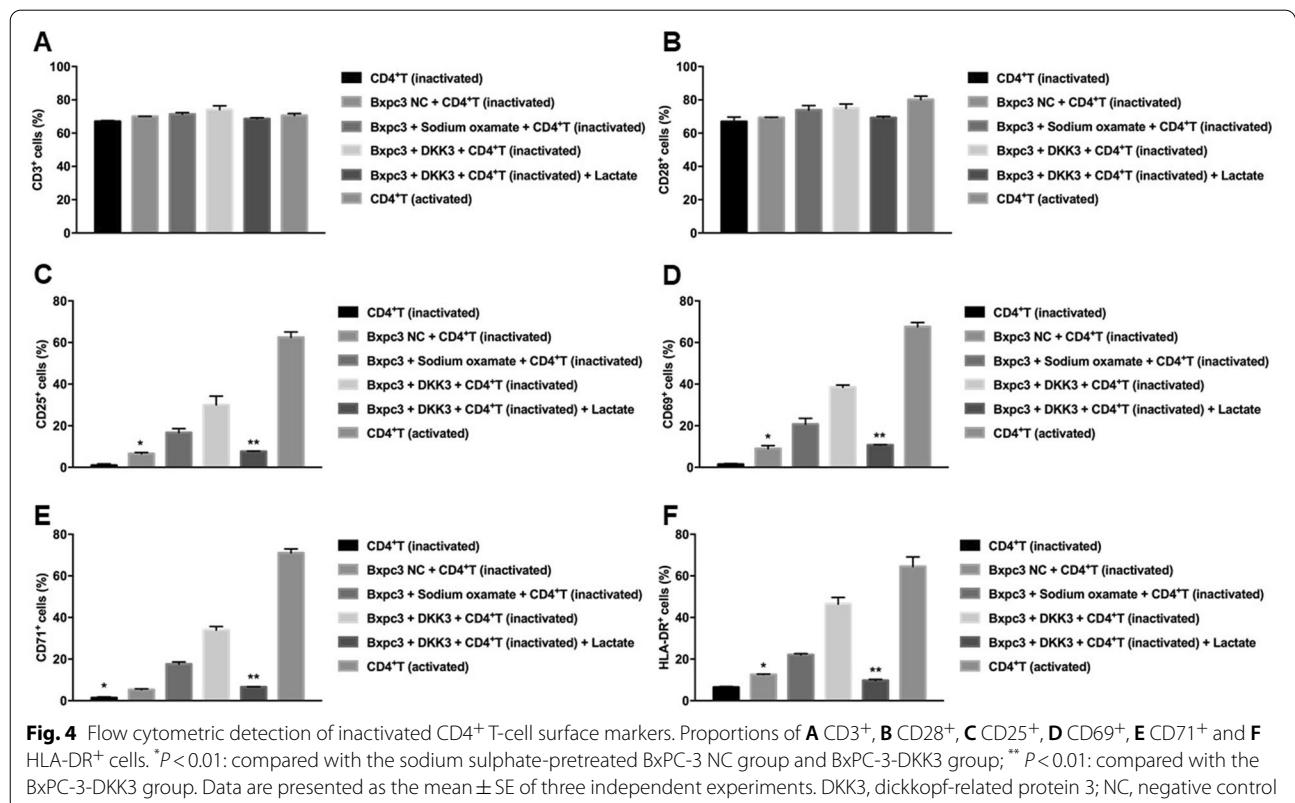 A
CD3⁺ cells (%)
100
80
60
40
20
0
CD4⁺T (inactivated)
Bxpc3 NC + CD4⁺T (inactivated)
Bxpc3 + Sodium oxamate + CD4⁺T (inactivated)
Bxpc3 + DKK3 + CD4⁺T (inactivated)
Bxpc3 + DKK3 + CD4⁺T (inactivated) + Lactate
CD4⁺T (activated)
B
CD28⁺ cells (%)
100
80
60
40
20
0
CD4⁺T (inactivated)
Bxpc3 NC + CD4⁺T (inactivated)
Bxpc3 + Sodium oxamate + CD4⁺T (inactivated)
Bxpc3 + DKK3 + CD4⁺T (inactivated)
Bxpc3 + DKK3 + CD4⁺T (inactivated) + Lactate
CD4⁺T (activated)
C
CD25⁺ cells (%)
80
60
40
20
0
*
**
CD4⁺T (inactivated)
Bxpc3 NC + CD4⁺T (inactivated)
Bxpc3 + Sodium oxamate + CD4⁺T (inactivated)
Bxpc3 + DKK3 + CD4⁺T (inactivated)
Bxpc3 + DKK3 + CD4⁺T (inactivated) + Lactate
CD4⁺T (activated)
D
CD69⁺ cells (%)
80
60
40
20
0
*
**
CD4⁺T (inactivated)
Bxpc3 NC + CD4⁺T (inactivated)
Bxpc3 + Sodium oxamate + CD4⁺T (inactivated)
Bxpc3 + DKK3 + CD4⁺T (inactivated)
Bxpc3 + DKK3 + CD4⁺T (inactivated) + Lactate
CD4⁺T (activated)
E
CD71⁺ cells (%)
80
60
40
20
0
*
**
CD4⁺T (inactivated)
Bxpc3 NC + CD4⁺T (inactivated)
Bxpc3 + Sodium oxamate + CD4⁺T (inactivated)
Bxpc3 + DKK3 + CD4⁺T (inactivated)
Bxpc3 + DKK3 + CD4⁺T (inactivated) + Lactate
CD4⁺T (activated)
F
HLA-DR⁺ cells (%)
80
60
40
20
0
*
**
CD4⁺T (inactivated)
Bxpc3 NC + CD4⁺T (inactivated)
Bxpc3 + Sodium oxamate + CD4⁺T (inactivated)
Bxpc3 + DKK3 + CD4⁺T (inactivated)
Bxpc3 + DKK3 + CD4⁺T (inactivated) + Lactate
CD4⁺T (activated)
Fig. 4 Flow cytometric detection of inactivated CD4⁺ T-cell surface markers. Proportions of A CD3⁺, B CD28⁺, C CD25⁺, D CD69⁺, E CD71⁺ and F
HLA-DR⁺ cells. *P < 0.01: compared with the sodium sulphate-pretreated BxPC-3 NC group and BxPC-3-DKK3 group; ** P < 0.01: compared with the
BxPC-3-DKK3 group. Data are presented as the mean ± SE of three independent experiments. DKK3, dickkopf-related protein 3; NC, negative control